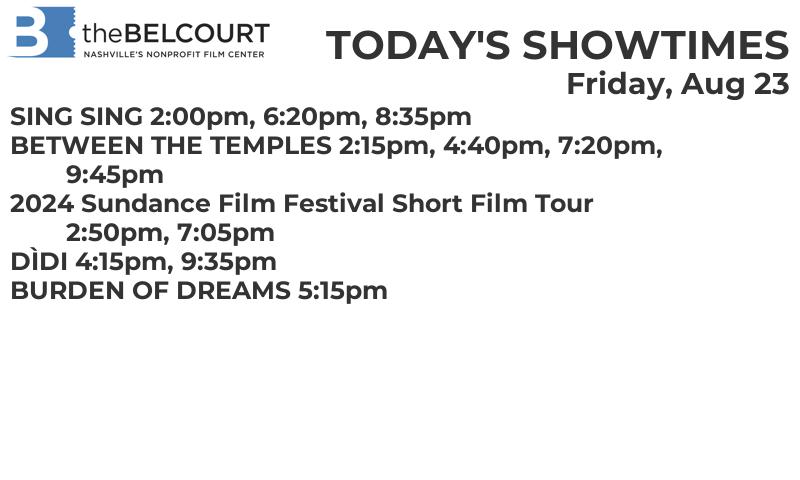 B theBELCOURT
NASHVILLE'S NONPROFIT FILM CENTER
TODAY'S SHOWTIMES
Friday, Aug 23
SING SING 2:00pm, 6:20pm, 8:35pm
BETWEEN THE TEMPLES 2:15pm, 4:40pm, 7:20pm,
9:45pm
2024 Sundance Film Festival Short Film Tour
2:50pm, 7:05pm
DÌDI 4:15pm, 9:35pm
BURDEN OF DREAMS 5:15pm